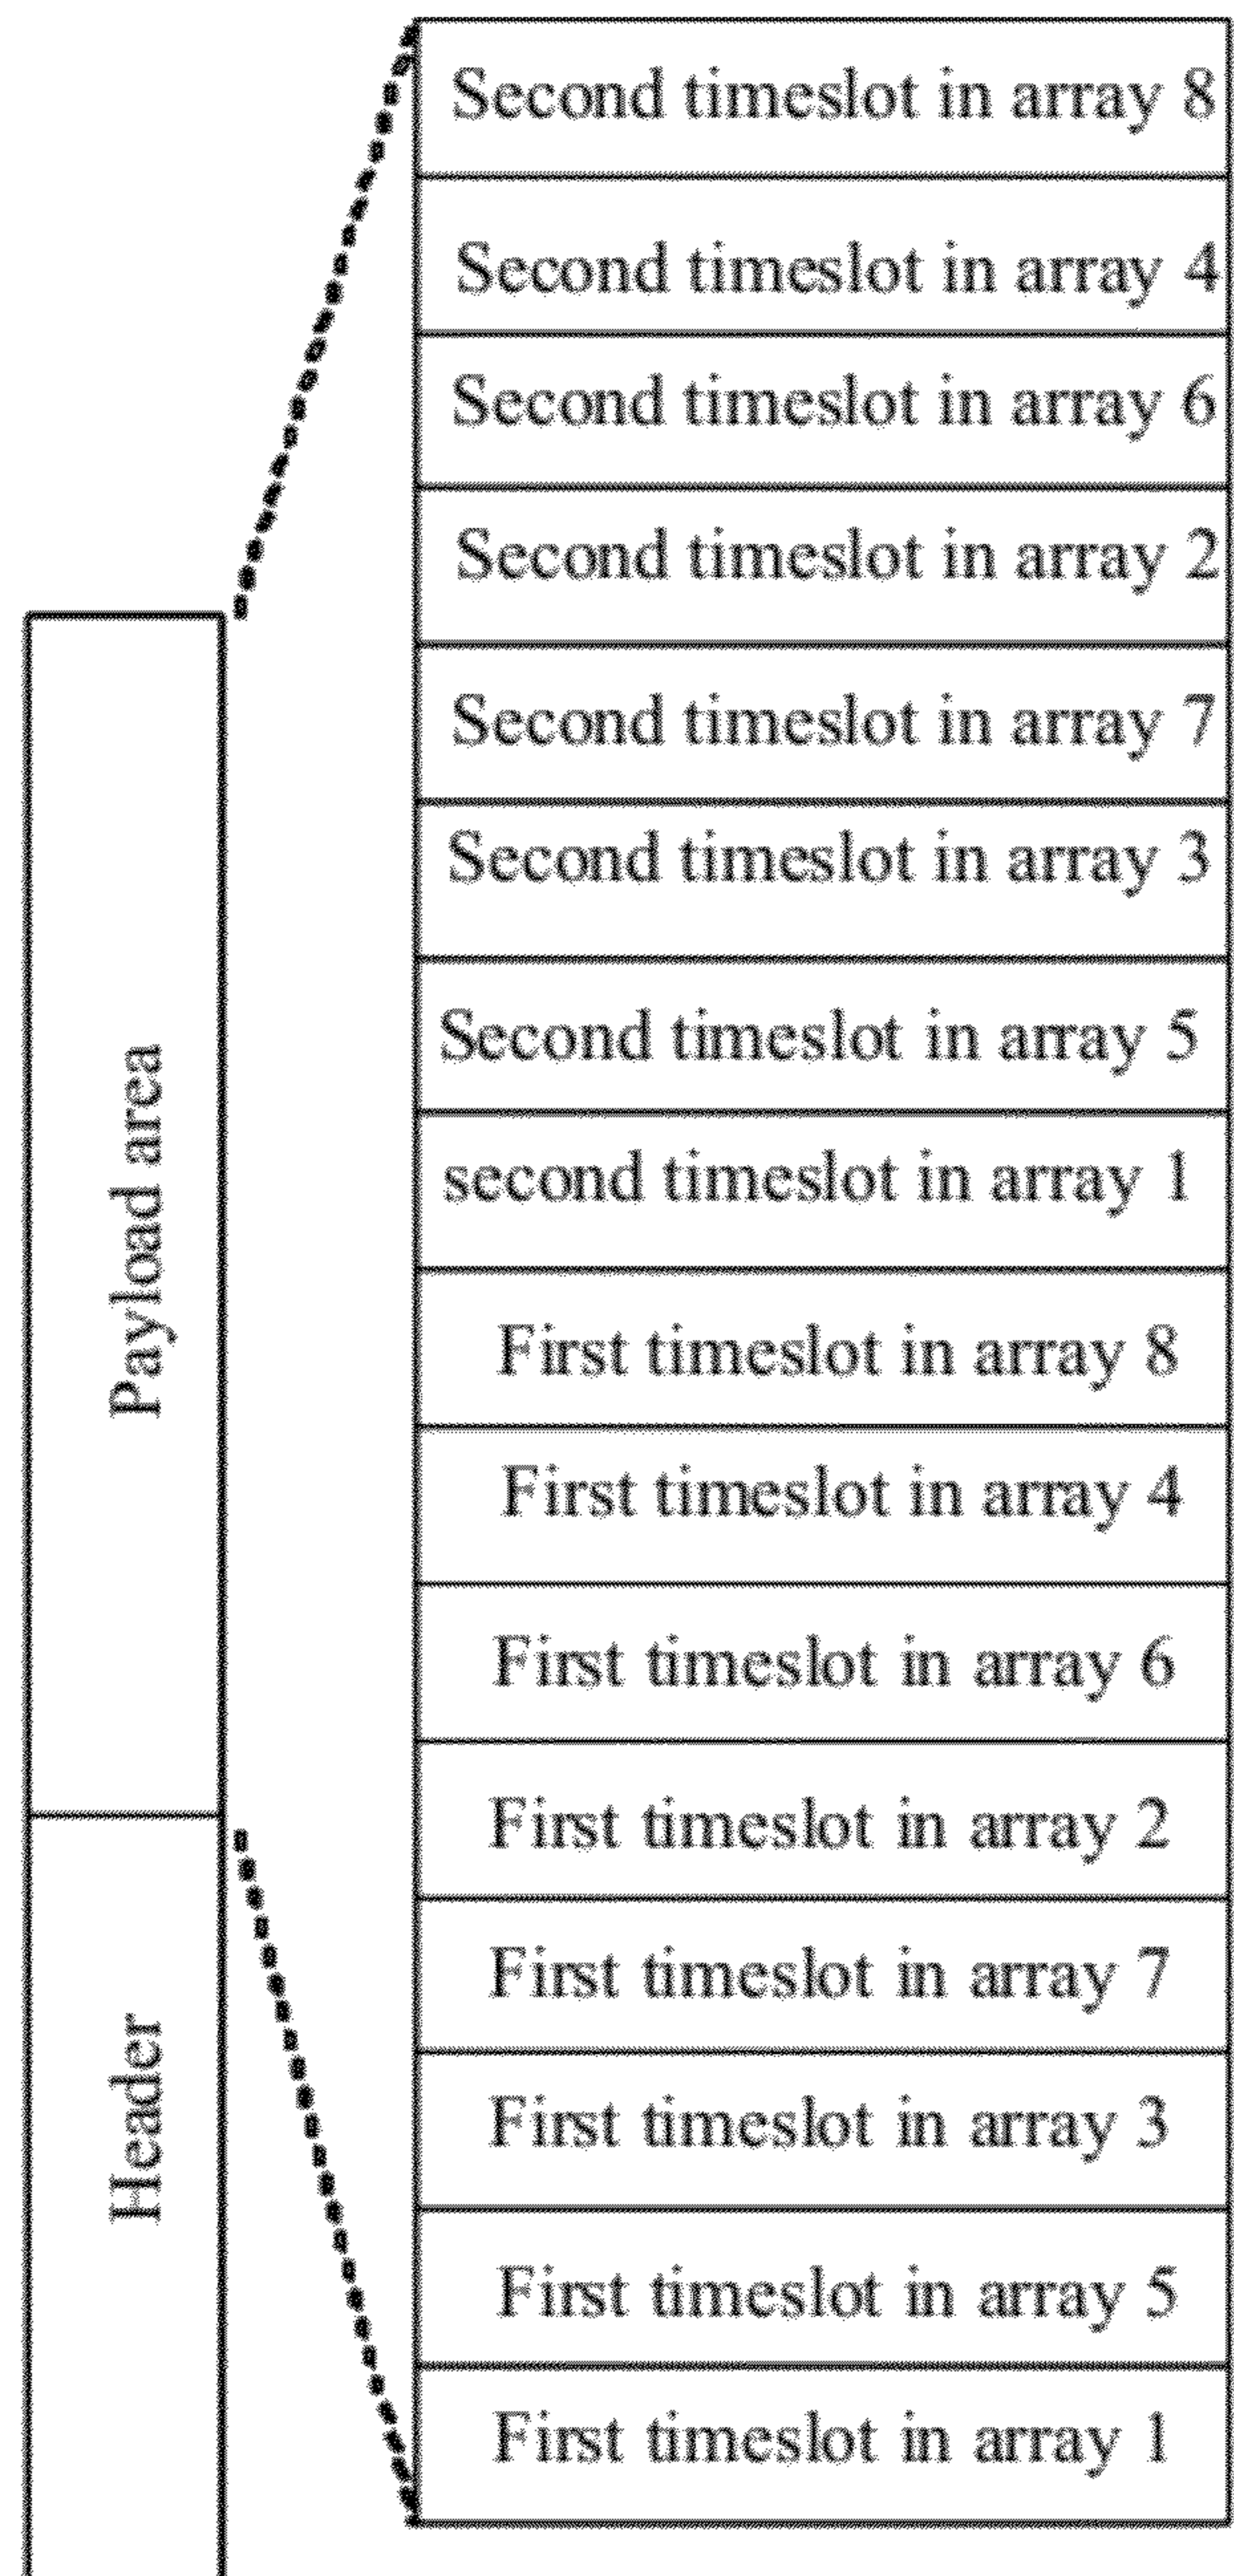 Second timeslot in array 8
Second timeslot in array 4
Second timeslot in array 6
Second timeslot in array 2
Second timeslot in array 7
Second timeslot in array 3
Second timeslot in array 5
second timeslot in array 1
First timeslot in array 8
First timeslot in array 4
First timeslot in array 6
First timeslot in array 2
First timeslot in array 7
First timeslot in array 3
First timeslot in array 5
First timeslot in array 1
Payload area
Header